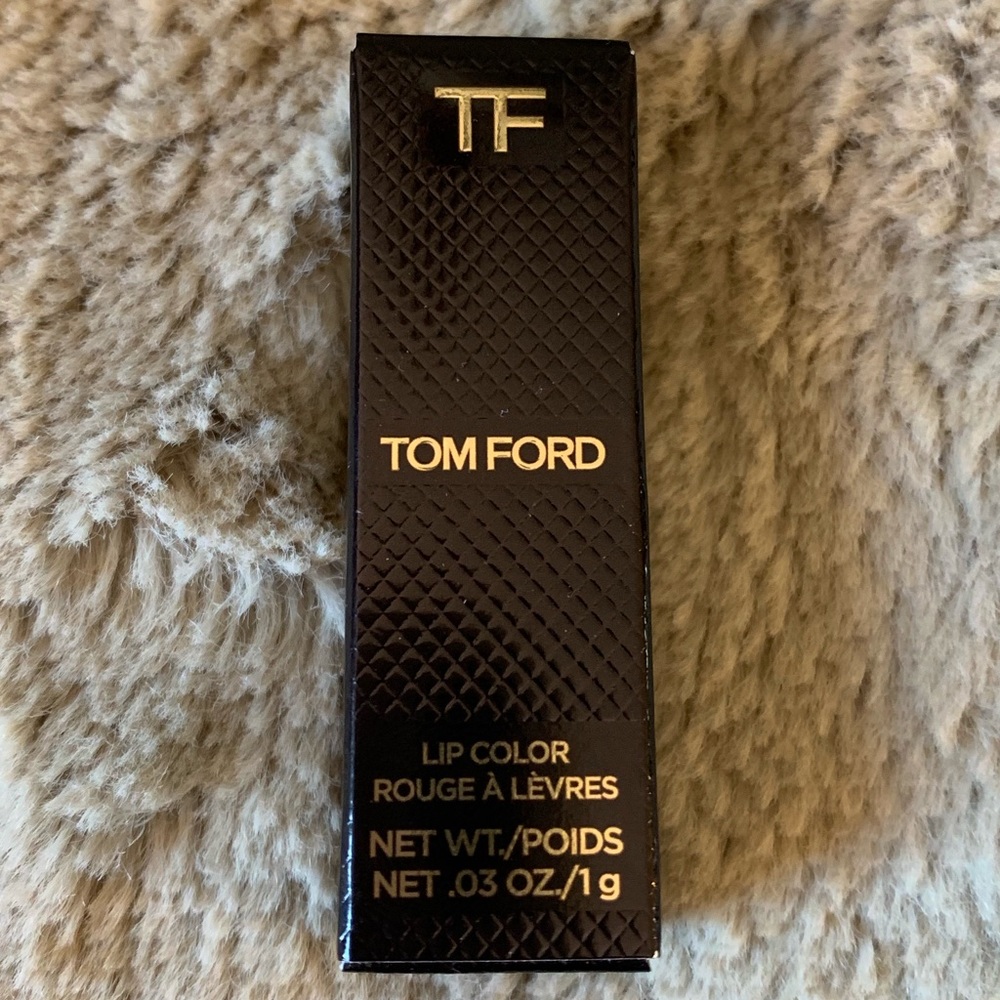 TF
TOM FORD
LIP COLOR
ROUGE À LÈVRES
NET WT./POIDS
NET .03 OZ./1 g